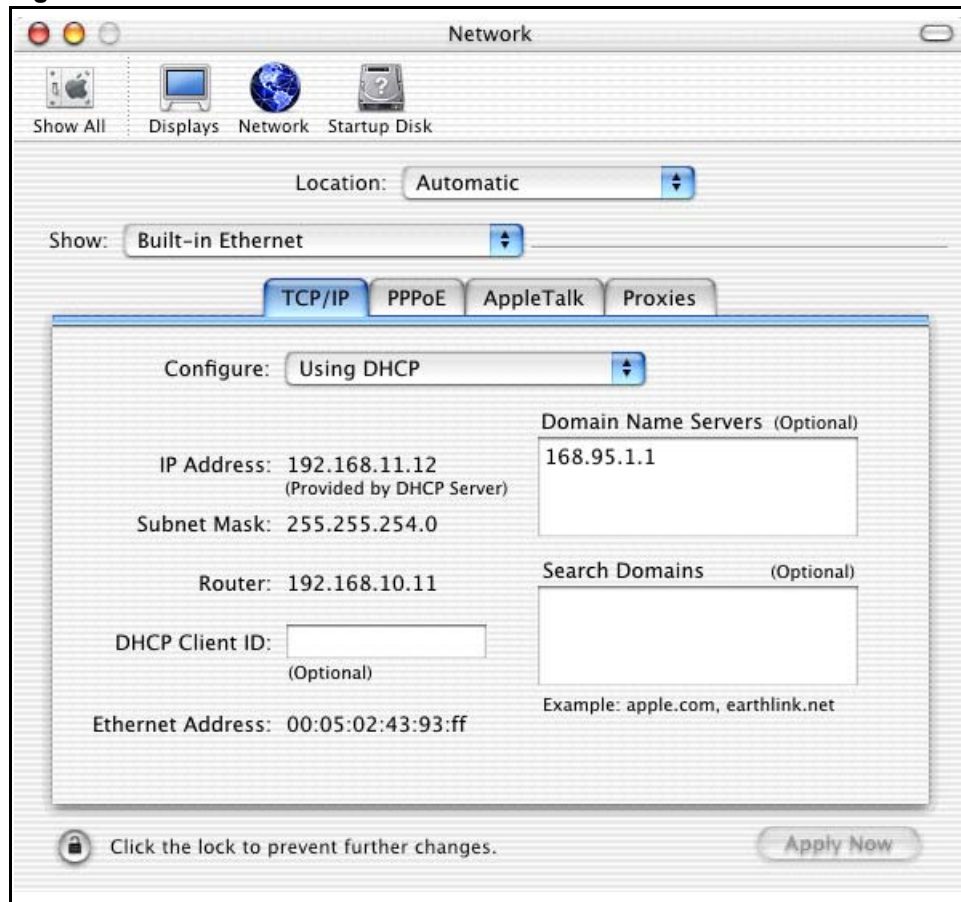 Network
Show All
Displays
Network
Startup Disk
Location: Automatic
Show: Built-in Ethernet
TCP/IP
PPPoE
AppleTalk
Proxies
Configure: Using DHCP
Domain Name Servers (Optional)
168.95.1.1
IP Address: 192.168.11.12
(Provided by DHCP Server)
Subnet Mask: 255.255.254.0
Router: 192.168.10.11
Search Domains (Optional)
DHCP Client ID:
(Optional)
Example: apple.com, earthlink.net
Ethernet Address: 00:05:02:43:93:ff
Click the lock to prevent further changes.
Apply Now